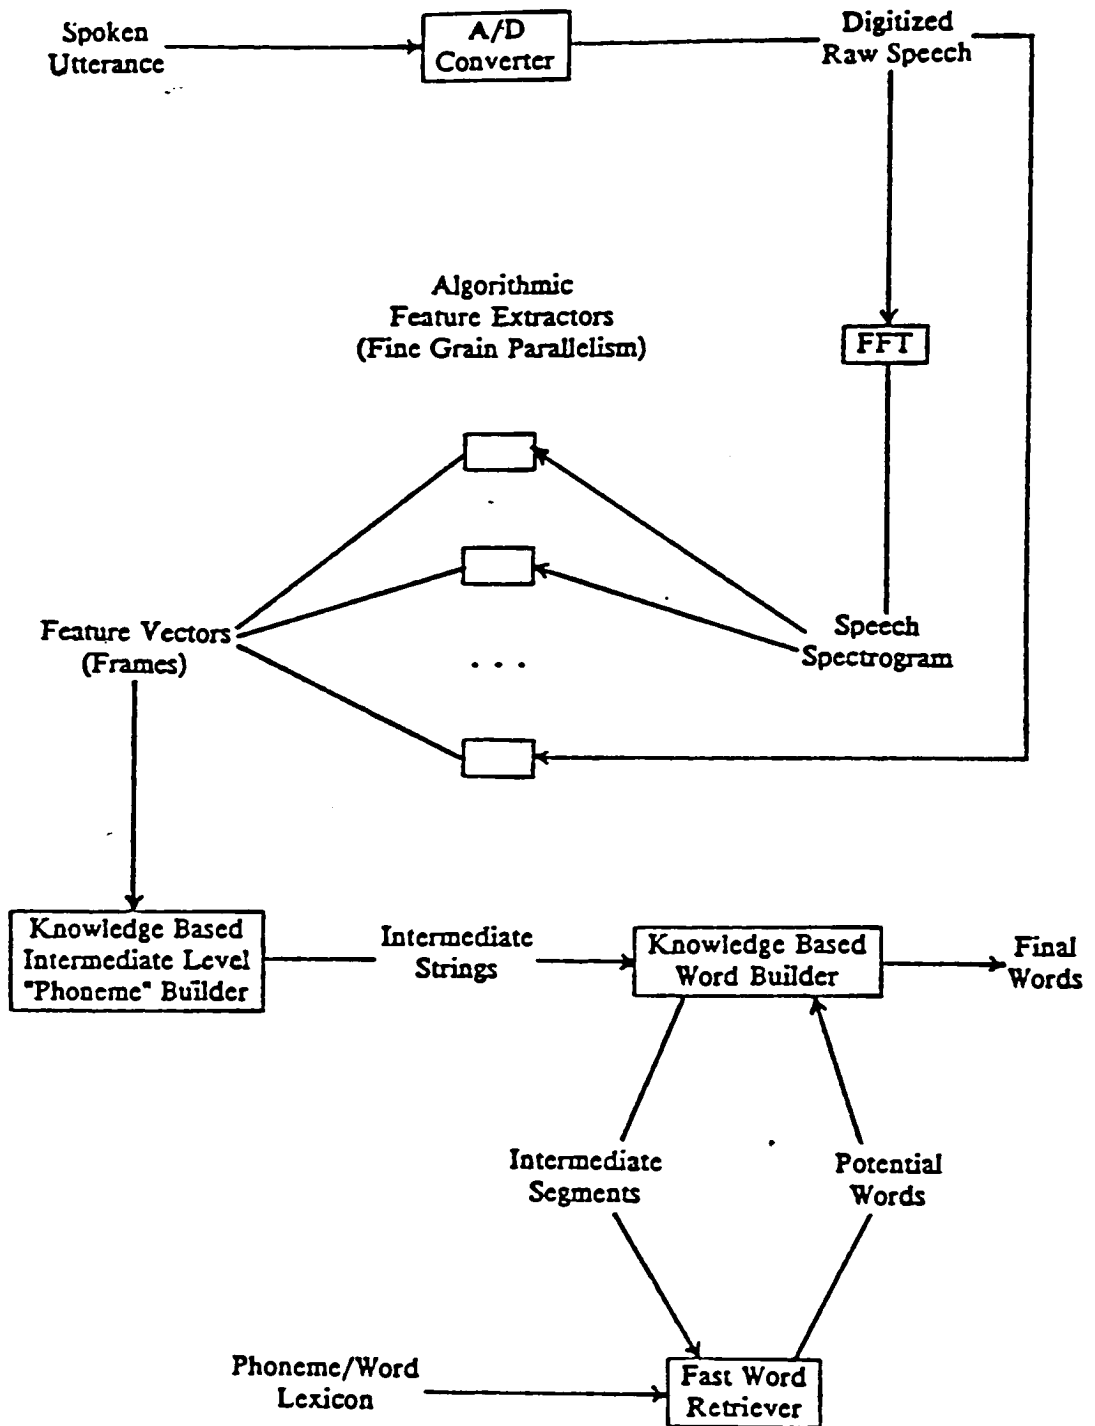 Spoken
Utterance
A/D
Converter
Digitized
Raw Speech
Algorithmic
Feature Extractors
(Fine Grain Parallelism)
FFT
Feature Vectors
(Frames)
. . .
Speech
Spectrogram
Knowledge Based
Intermediate Level
"Phoneme" Builder
Intermediate
Strings
Knowledge Based
Word Builder
Final
Words
Intermediate
Segments
Potential
Words
Phoneme/Word
Lexicon
Fast Word
Retriever